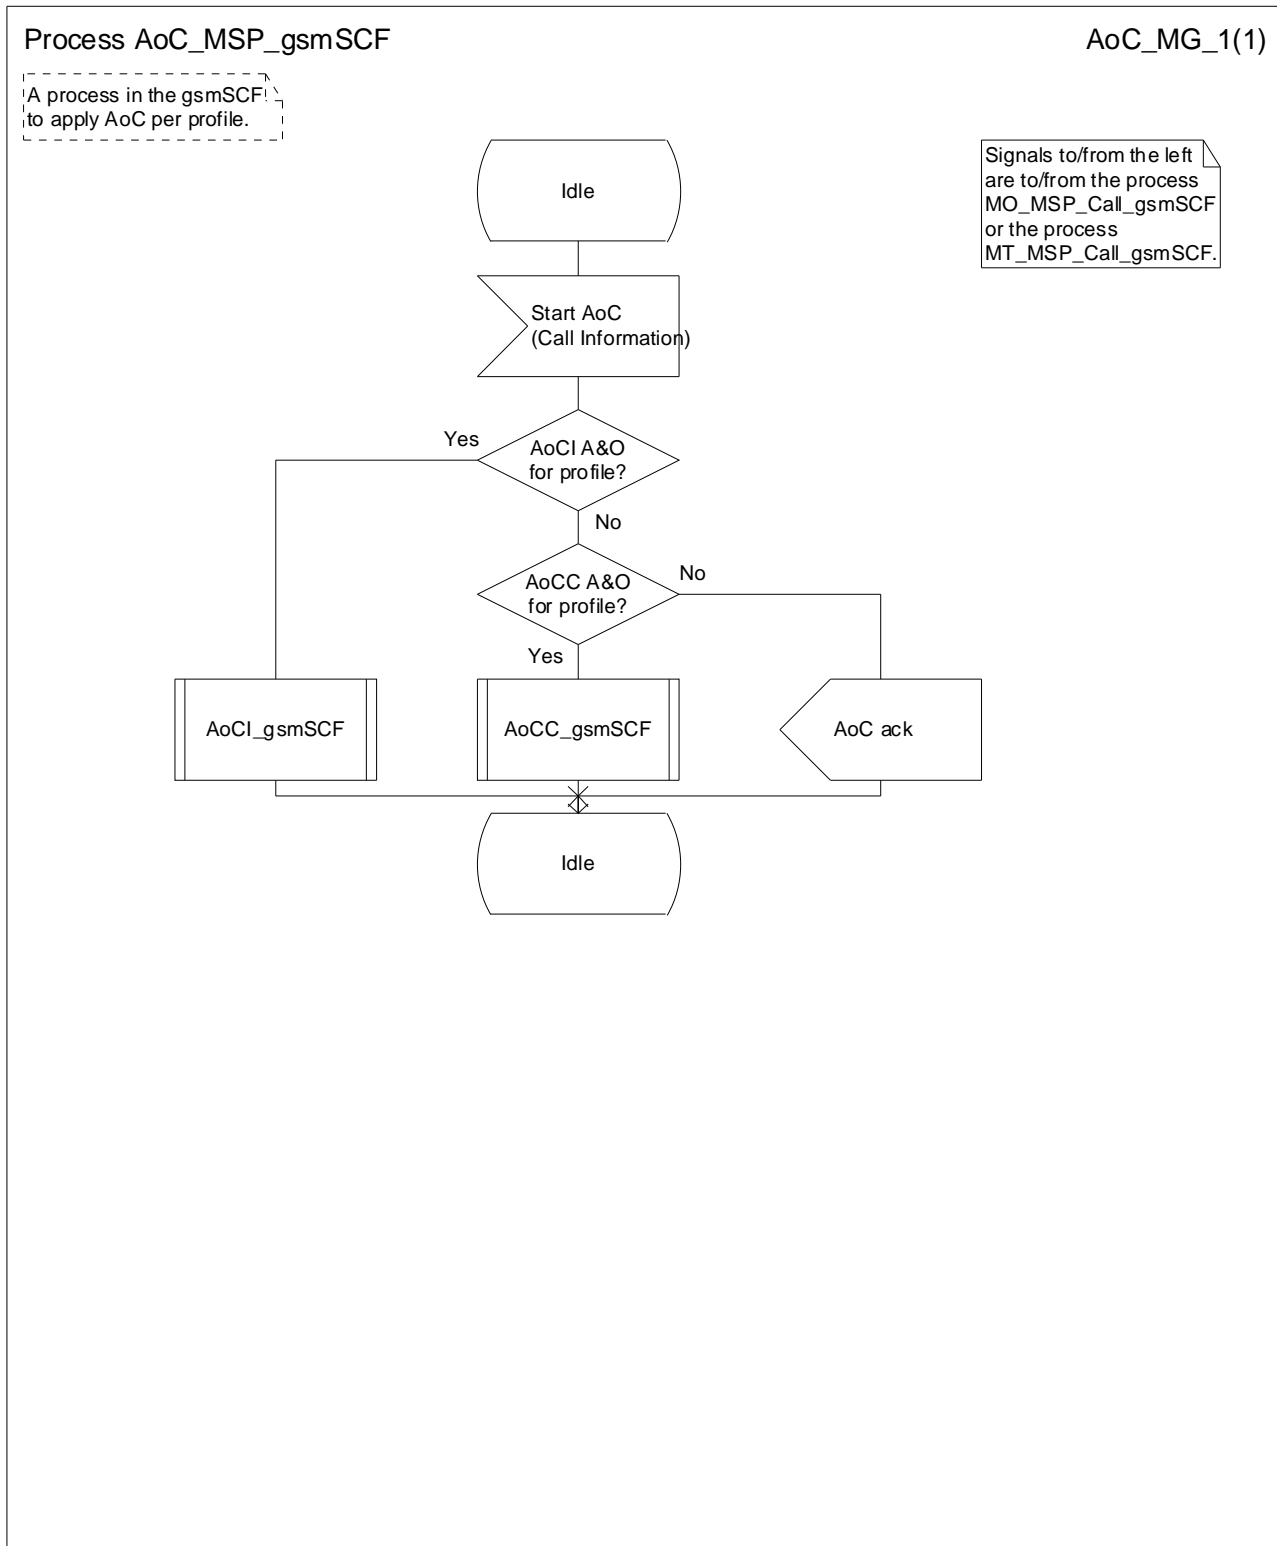 Process AoC_MSP_gsmSCF
AoC_MG_1(1)
A process in the gsmSCF
to apply AoC per profile.
Signals to/from the left
are to/from the process
MO_MSP_Call_gsmSCF
or the process
MT_MSP_Call_gsmSCF.
Idle
Start AoC
(Call Information)
Yes
AoCI A&O
for profile?
No
AoCC A&O
for profile?
No
Yes
AoCI_gsmSCF
AoCC_gsmSCF
AoC ack
Idle